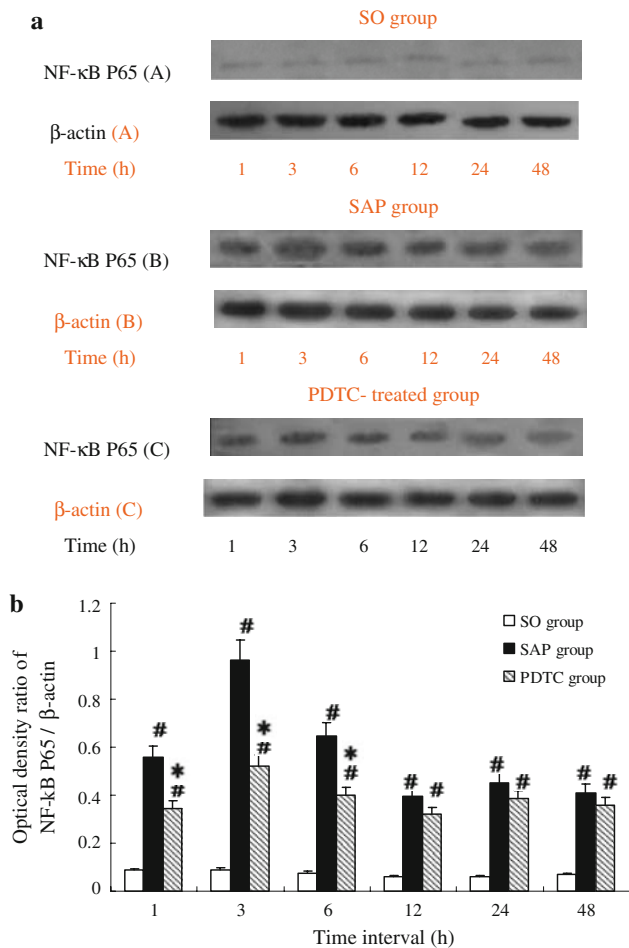 a
SO group
NF-κB P65 (A)
β-actin (A)
Time (h) 1 3 6 12 24 48
SAP group
NF-κB P65 (B)
β-actin (B)
Time (h) 1 3 6 12 24 48
PDTC- treated group
NF-κB P65 (C)
β-actin (C)
Time (h) 1 3 6 12 24 48
b
Optical density ratio of
NF-kB P65 / β-actin
1.2
1
0.8
0.6
0.4
0.2
0
SO group
SAP group
PDTC group
# * # # * # # * # # # # # # #
1 3 6 12 24 48
Time interval (h)